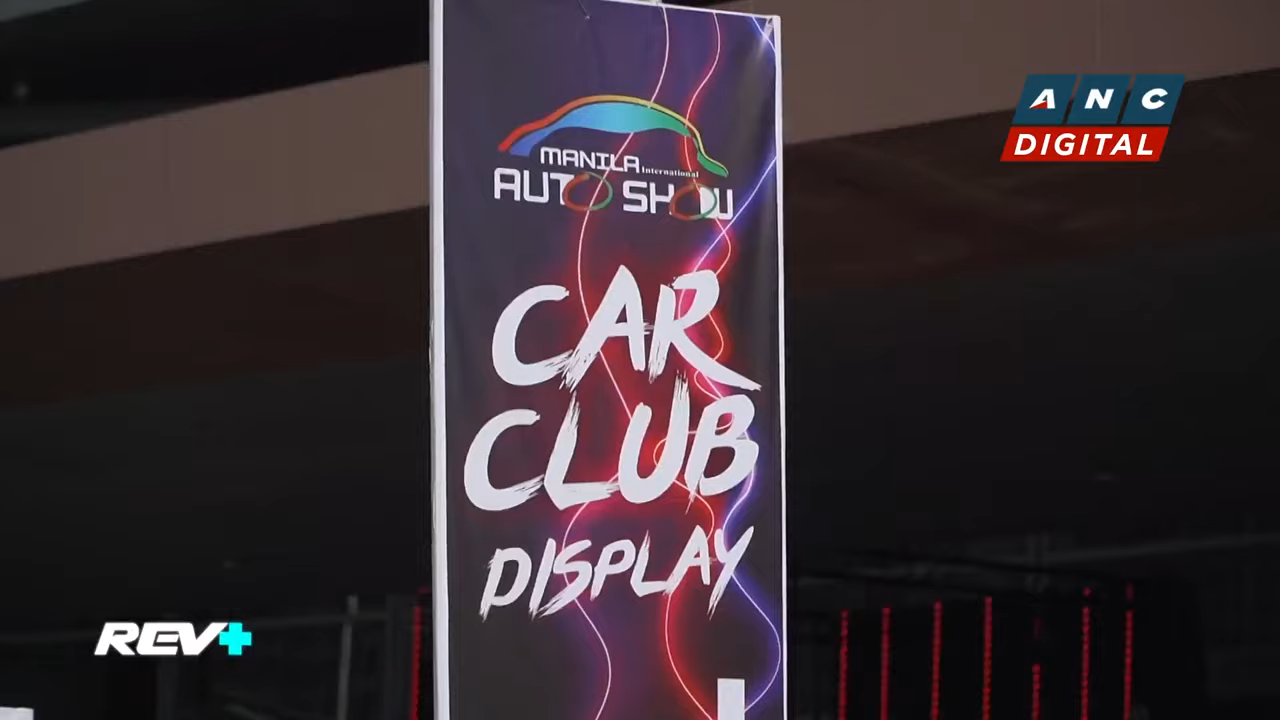 ANC
DIGITAL
MANILA International
AUTO SHOW
CAR
CLUB
DISPLAY
REV+